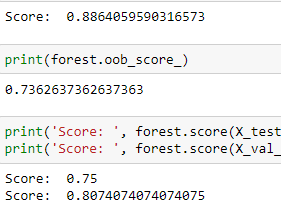 Score:  0.8864059590316573
print(forest.oob_score_)
0.7362637362637363
print('Score: ', forest.score(X_test
print('Score: ', forest.score(X_val_
Score:  0.75
Score:  0.8074074074074075